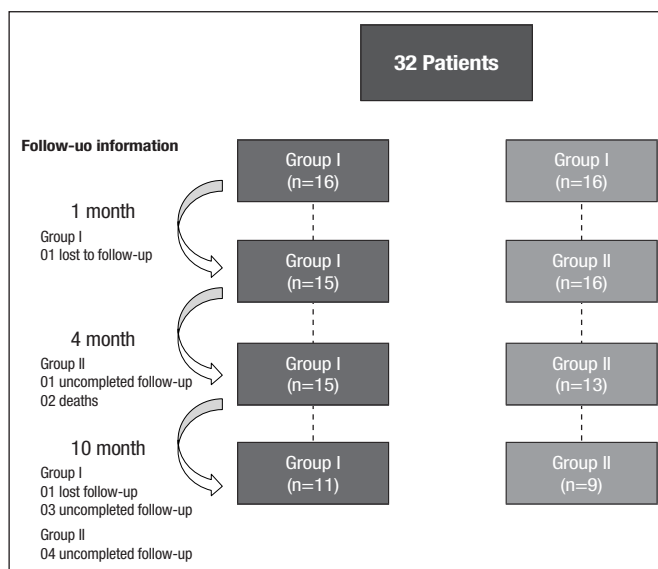 32 Patients
Follow-uo information
Group I
(n=16)
Group I
(n=16)
1 month
Group I
01 lost to follow-up
Group I
(n=15)
Group II
(n=16)
4 month
Group II
01 uncompleted follow-up
02 deaths
Group I
(n=15)
Group II
(n=13)
10 month
Group I
01 lost follow-up
03 uncompleted follow-up
Group II
04 uncompleted follow-up
Group I
(n=11)
Group II
(n=9)